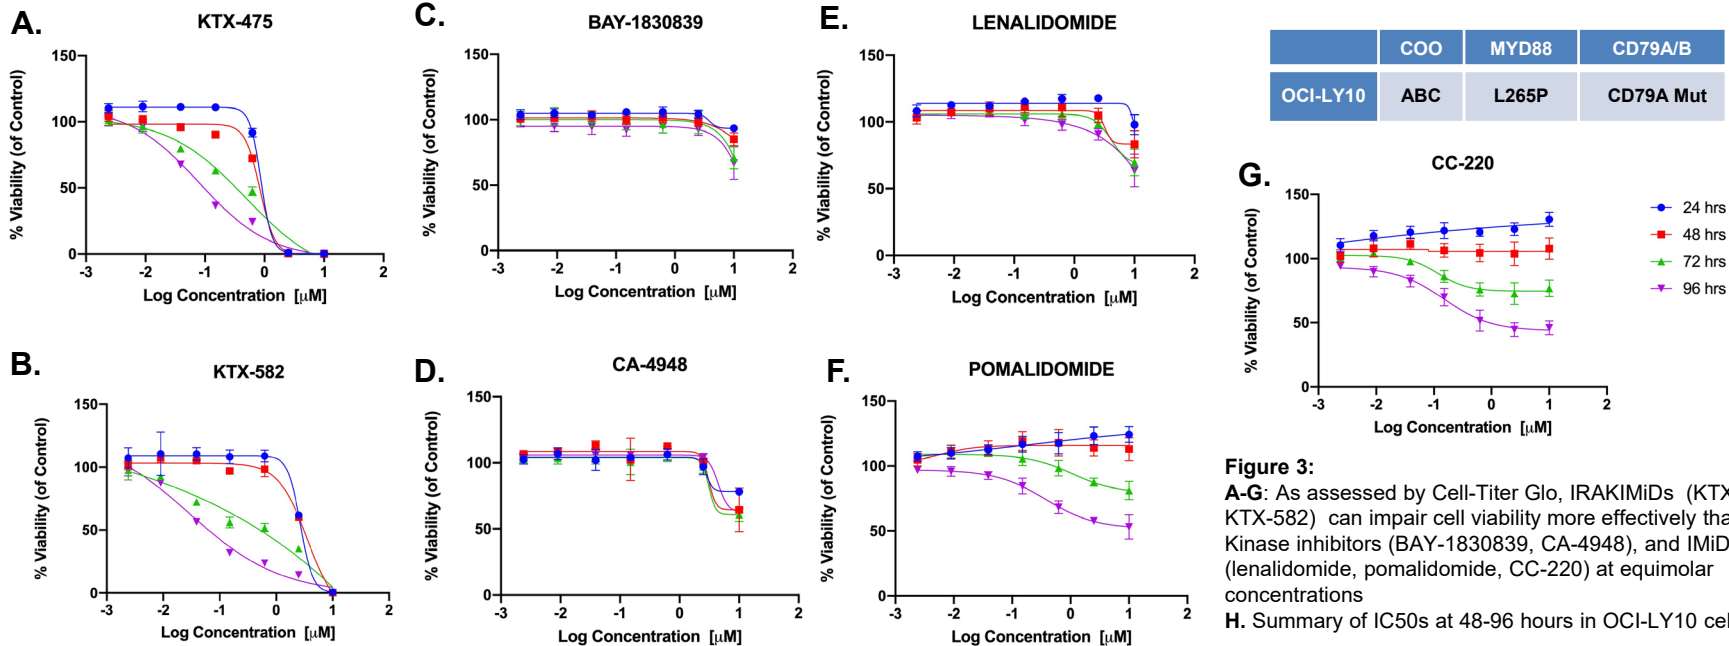 A.
KTX-475
% Viability (of Control)
150
100
50
0
-3 -2 -1 0 1 2
Log Concentration [μM]
B.
KTX-582
% Viability (of Control)
150
100
50
0
-3 -2 -1 0 1 2
Log Concentration [μM]
C.
BAY-1830839
% Viability (of Control)
150
100
50
0
-3 -2 -1 0 1 2
Log Concentration [μM]
D.
CA-4948
% Viability (of Control)
150
100
50
0
-3 -2 -1 0 1 2
Log Concentration [μM]
E.
LENALIDOMIDE
% Viability (of Control)
150
100
50
0
-3 -2 -1 0 1 2
Log Concentration [μM]
F.
POMALIDOMIDE
% Viability (of Control)
150
100
50
0
-3 -2 -1 0 1 2
Log Concentration [μM]
COO MYD88 CD79A/B
OCI-LY10 ABC L265P CD79A Mut
G.
CC-220
% Viability (of Control)
150
100
50
0
-3 -2 -1 0 1 2
Log Concentration [μM]
24 hrs
48 hrs
72 hrs
96 hrs
Figure 3:
A-G: As assessed by Cell-Titer Glo, IRAKIMiDs (KTX
KTX-582) can impair cell viability more effectively tha
Kinase inhibitors (BAY-1830839, CA-4948), and IMiD
(lenalidomide, pomalidomide, CC-220) at equimolar
concentrations
H. Summary of IC50s at 48-96 hours in OCI-LY10 cel